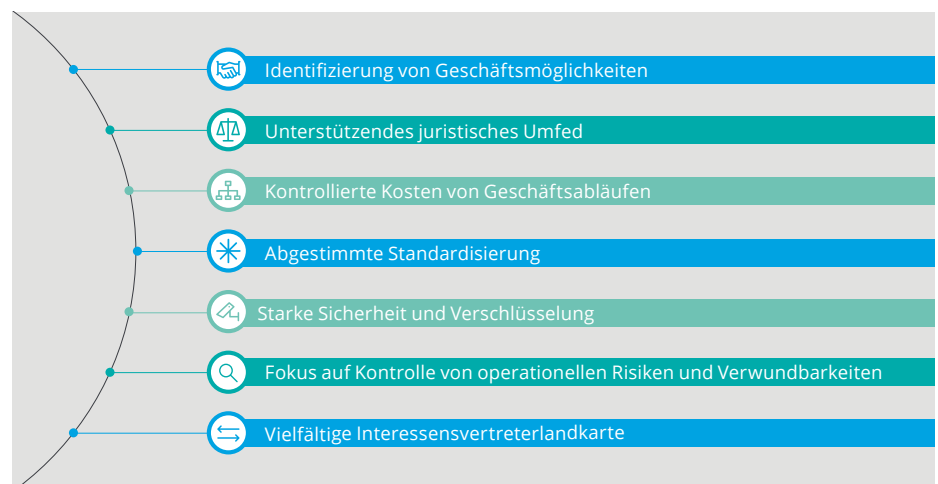 Identifizierung von Geschäftsmöglichkeiten
Unterstützendes juristisches Umfed
Kontrollierte Kosten von Geschäftsabläufen
Abgestimmte Standardisierung
Starke Sicherheit und Verschlüsselung
Fokus auf Kontrolle von operationellen Risiken und Verwundbarkeiten
Vielfältige Interessensvertreterlandkarte